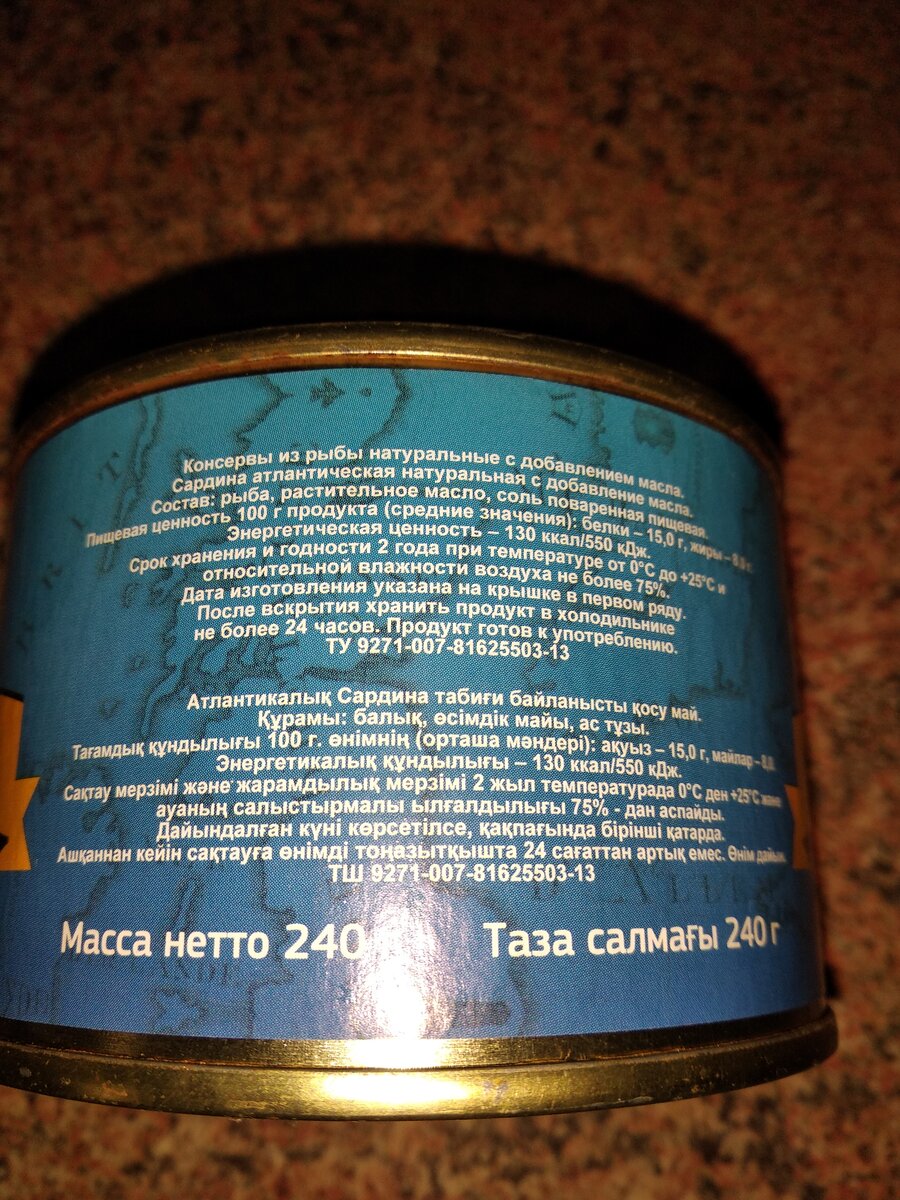 Консервы из рыбы натуральные с добавлением масла.
Сардина атлантическая натуральная с добавление масла.
Состав: рыба, растительное масло, соль поваренная пищевая.
Пищевая ценность 100 г продукта (средние значения): белки – 15,0 г, жиры –
Энергетическая ценность – 130 ккал/550 кДж.
Срок хранения и годности 2 года при температуре от 0°С до +25°С и
относительной влажности воздуха не более 75%.
Дата изготовления указана на крышке в первом ряду.
После вскрытия хранить продукт в холодильнике
не более 24 часов. Продукт готов к употреблению.
ТУ 9271-007-81625503-13
Атлантикалық Сардина табиғи байланысты қосу май.
Құрамы: балық, өсімдік майы, ас тұзы.
Тағамдық құндылығы 100 г. өнімнің (орташа мәндері): ақуыз – 15,0 г, майлар –
Энергетикалық құндылығы – 130 ккал/550 кДж.
Сақтау мерзімі және жарамдылық мерзімі 2 жыл температурада 0°С ден +25°С және
ауаның салыстырмалы ылғалдылығы 75% - дан аспайды.
Дайындалған күні көрсетілсе, қақпағында бірінші қатарда.
Ашқаннан кейін сақтауға өнімді тоңазытқышта 24 сағаттан артық емес. Өнім дайын.
ТШ 9271-007-81625503-13
Масса нетто 240 Таза салмағы 240 г